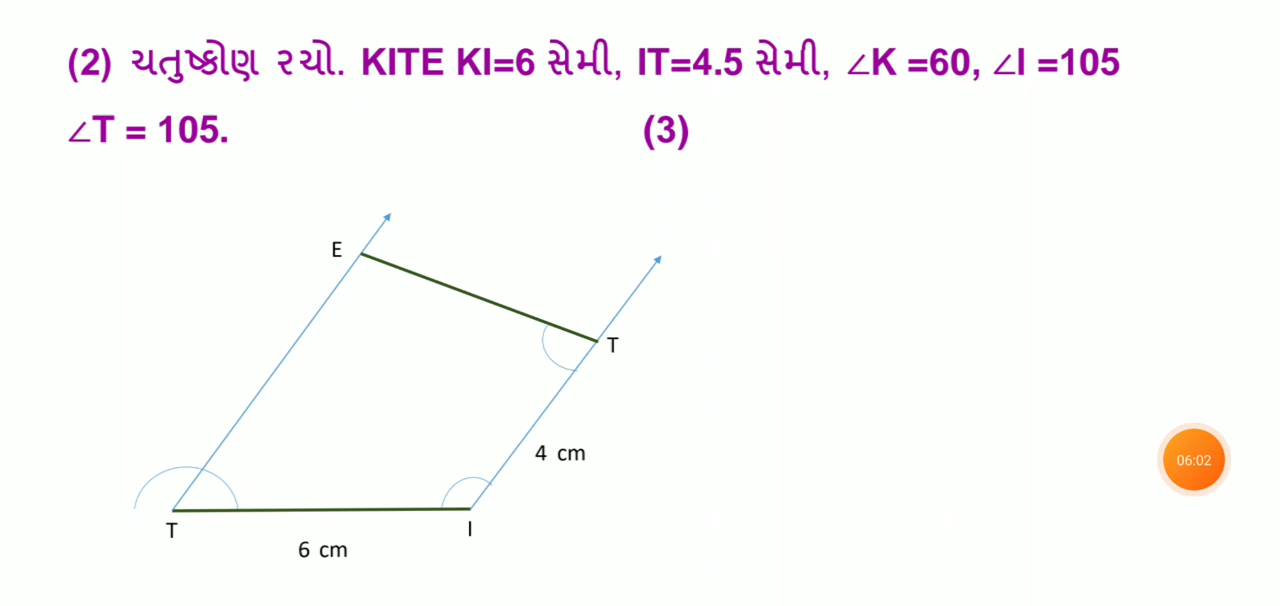 (2) ચતુષ્કોણ રચો. KITE KI=6 સેમી, IT=4.5 સેમી, ∠K =60, ∠I =105
∠T = 105. (3)
E
T
4 cm
06:02
T
I
6 cm